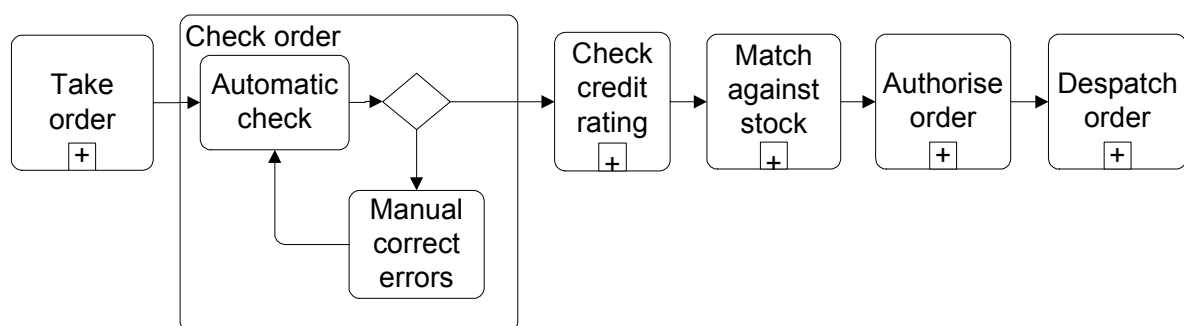 Take
order
+
Check order
Automatic
check
Manual
correct
errors
Check
credit
rating
+
Match
against
stock
+
Authorise
order
+
Despatch
order
+